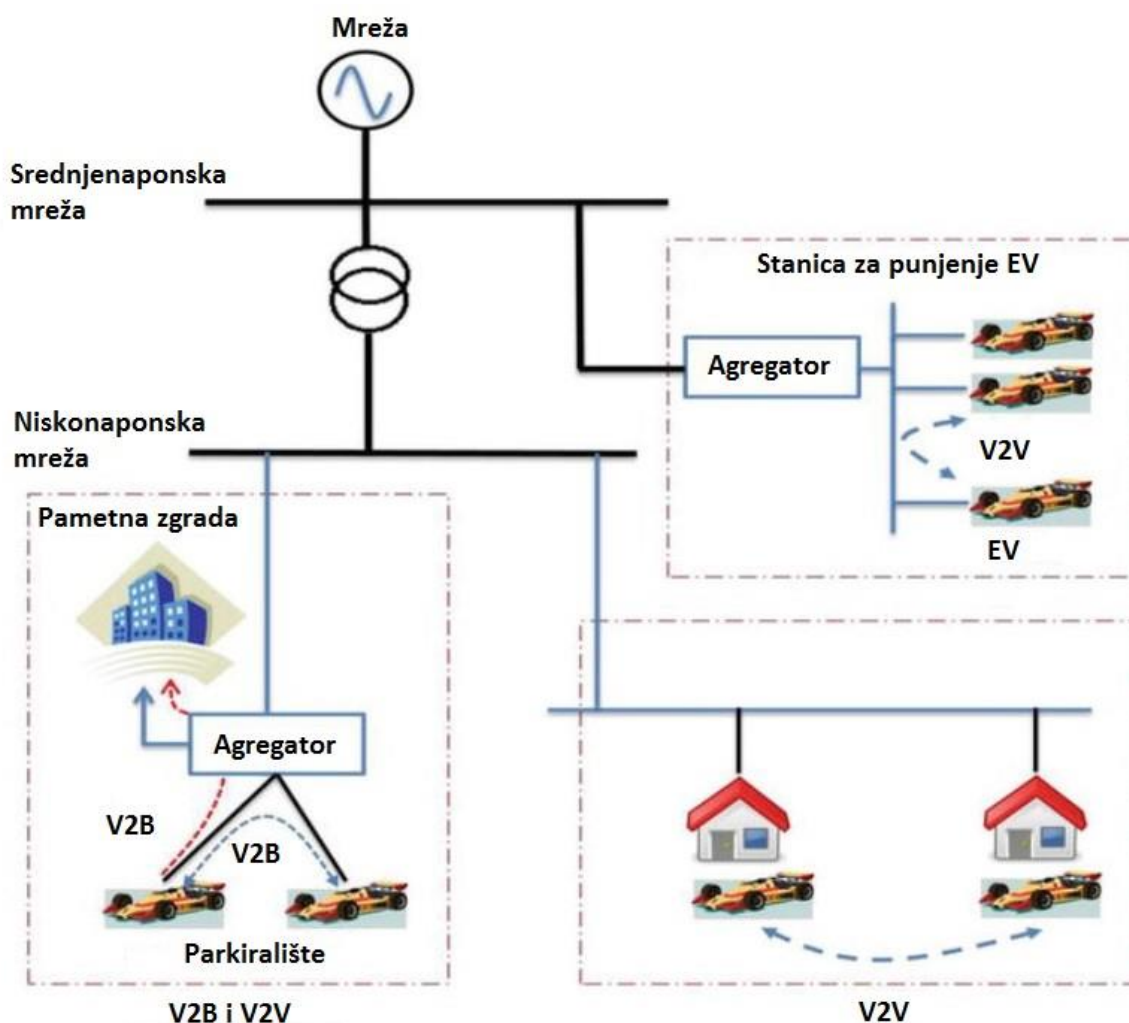 Mreža
Srednjenaponska
mreža
Stanica za punjenje EV
Agregator
V2V
EV
Niskonaponska
mreža
Pametna zgrada
Agregator
V2B
V2B
Parkiralište
V2B i V2V
V2V